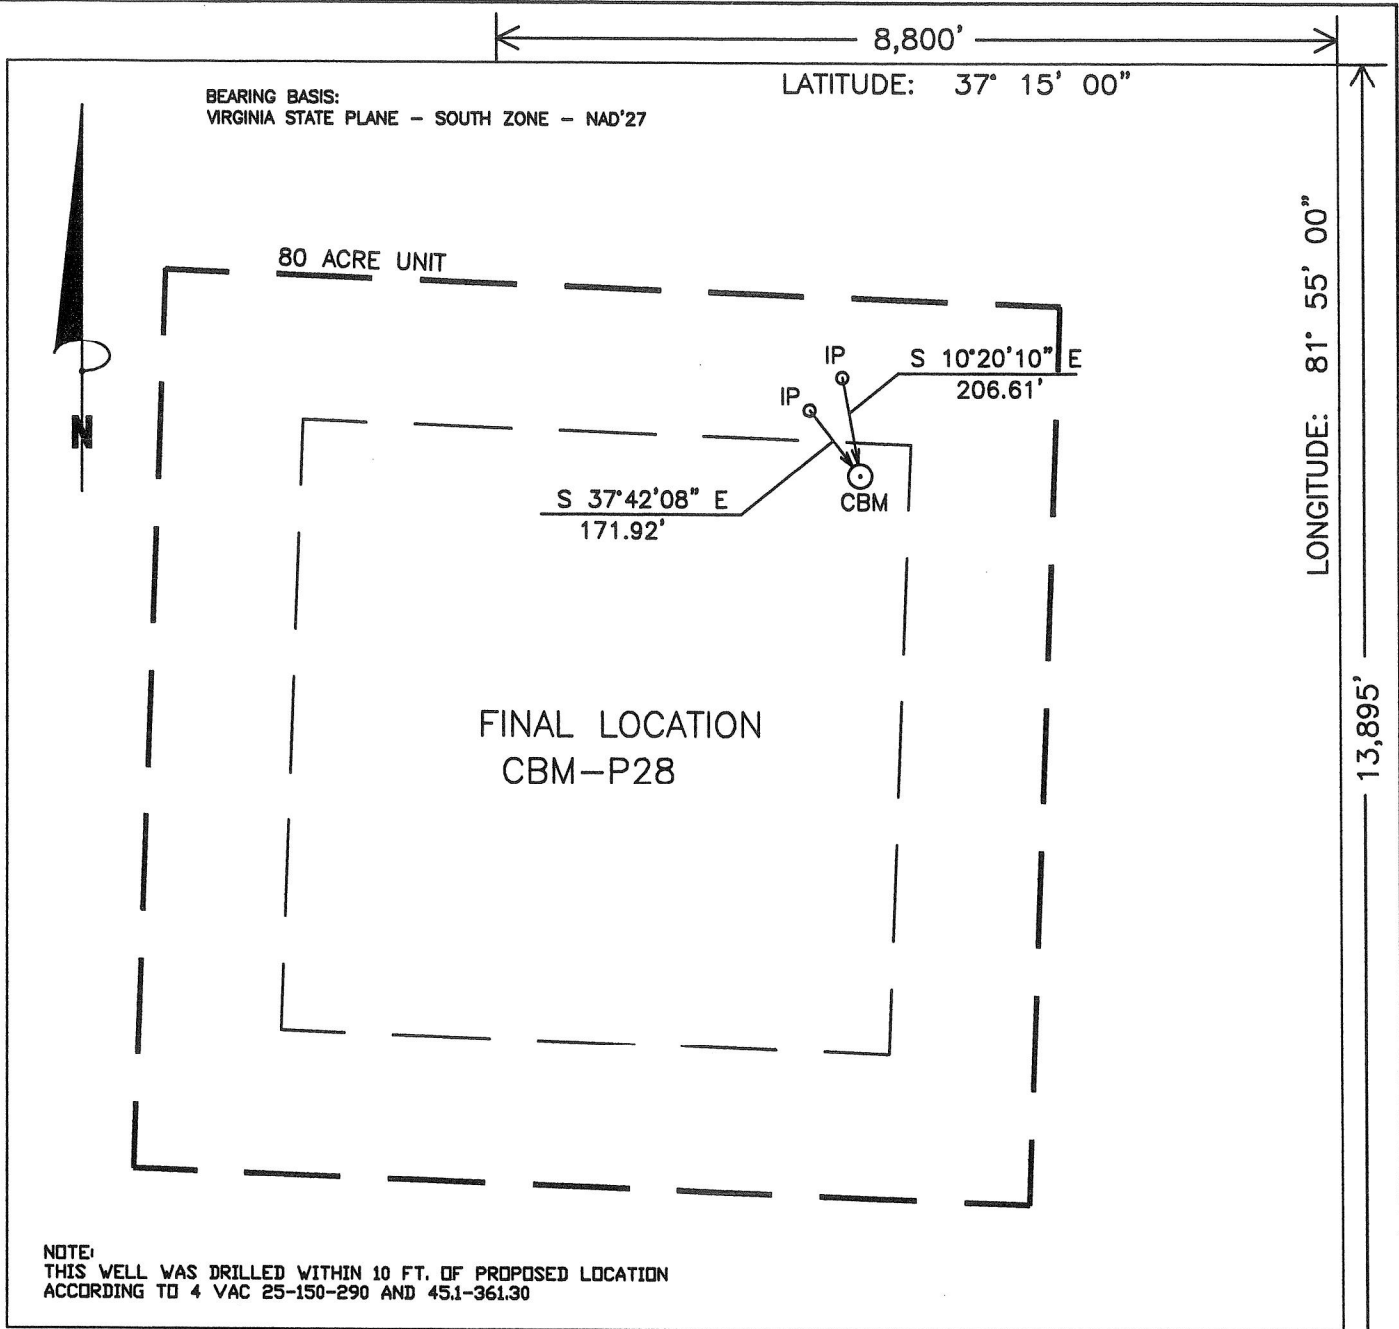 8,800'
LATITUDE: 37° 15' 00"
BEARING BASIS:
VIRGINIA STATE PLANE - SOUTH ZONE - NAD'27
LONGITUDE: 81° 55' 00"
13,895'
N
80 ACRE UNIT
IP
S 10°20'10" E
206.61'
IP
S 37°42'08" E
171.92'
CBM
FINAL LOCATION
CBM-P28
NOTE:
THIS WELL WAS DRILLED WITHIN 10 FT. OF PROPOSED LOCATION
ACCORDING TO 4 VAC 25-150-290 AND 45.1-361.30